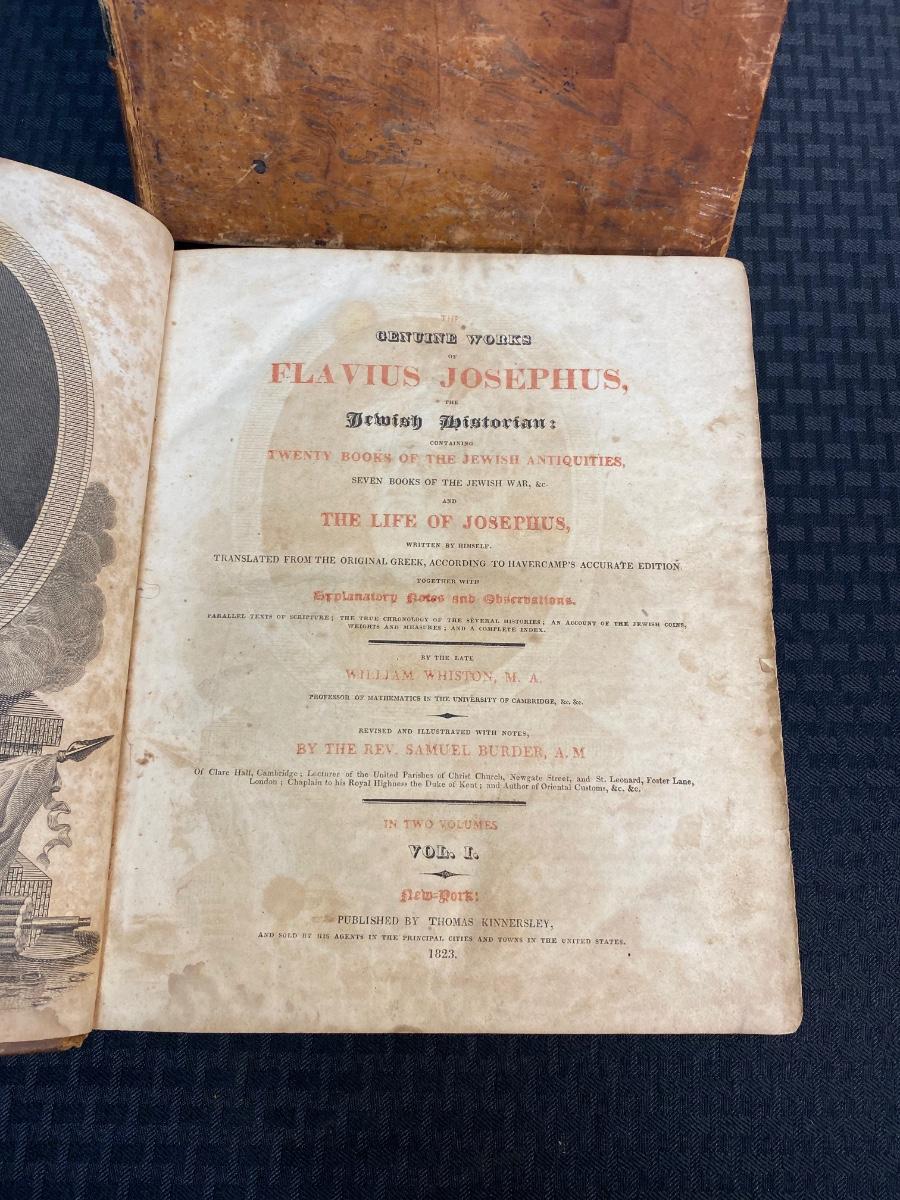 THE
GENUINE WORKS
OF
FLAVIUS JOSEPHUS,
THE
Jewish Historian:
CONTAINING
TWENTY BOOKS OF THE JEWISH ANTIQUITIES,
SEVEN BOOKS OF THE JEWISH WAR, &c.
AND
THE LIFE OF JOSEPHUS,
WRITTEN BY HIMSELF.
TRANSLATED FROM THE ORIGINAL GREEK, ACCORDING TO HAVERCAMP'S ACCURATE EDITION
TOGETHER WITH
Explanatory Notes and Observations.
PARALLEL TEXTS OF SCRIPTURE; THE TRUE CHRONOLOGY OF THE SEVERAL HISTORIES; AN ACCOUNT OF THE JEWISH COINS,
WEIGHTS AND MEASURES; AND A COMPLETE INDEX.
BY THE LATE
WILLIAM WHISTON, M. A.
PROFESSOR OF MATHEMATICS IN THE UNIVERSITY OF CAMBRIDGE, &c. &c.
REVISED AND ILLUSTRATED WITH NOTES,
BY THE REV. SAMUEL BURDER, A.M
Of Clare Hall, Cambridge; Lecturer of the United Parishes of Christ Church, Newgate Street, and St. Leonard, Foster Lane,
London; Chaplain to his Royal Highness the Duke of Kent; and Author of Oriental Customs, &c. &c.
IN TWO VOLUMES
VOL. I.
New-York:
PUBLISHED BY THOMAS KINNERSLEY,
AND SOLD BY HIS AGENTS IN THE PRINCIPAL CITIES AND TOWNS IN THE UNITED STATES.
1823.